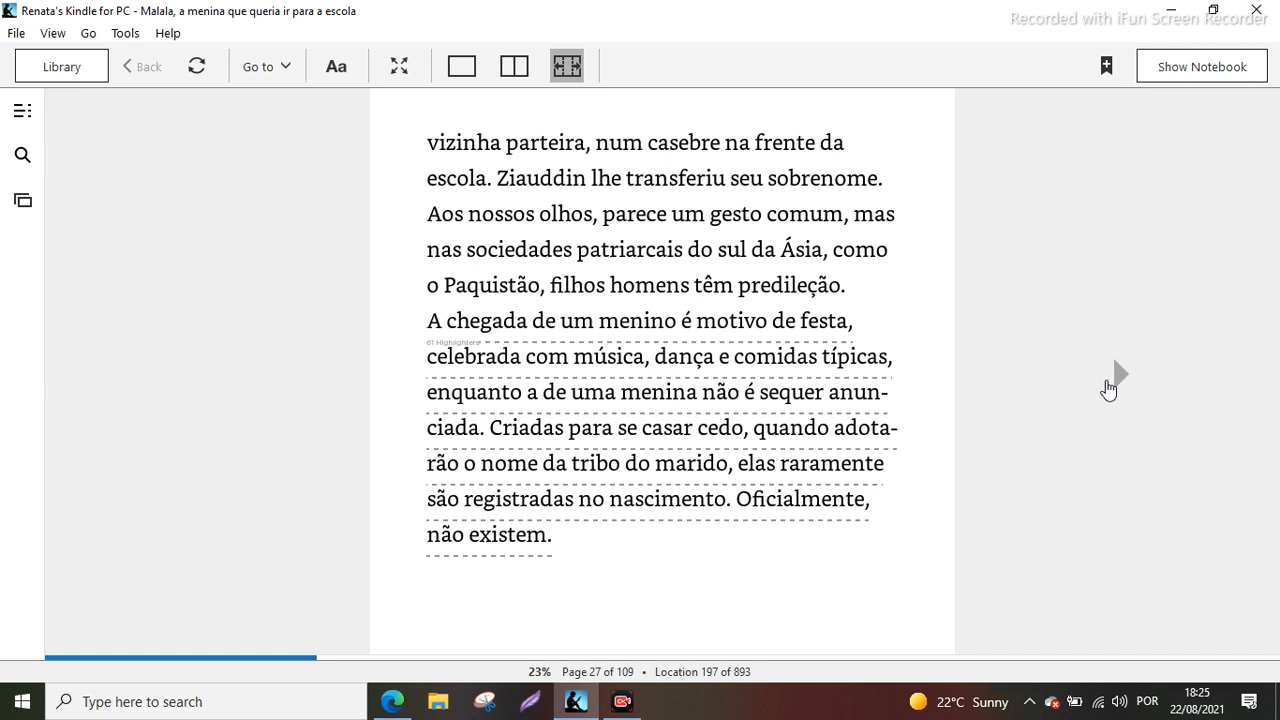 Renata's Kindle for PC - Malala, a menina que queria ir para a escola
Recorded with iFun Screen Recorder
File View Go Tools Help
Library Back Go to Aa Show Notebook
vizinha parteira, num casebre na frente da
escola. Ziauddin lhe transferiu seu sobrenome.
Aos nossos olhos, parece um gesto comum, mas
nas sociedades patriarcais do sul da Ásia, como
o Paquistão, filhos homens têm predileção.
A chegada de um menino é motivo de festa,
61 Highlighters
celebrada com música, dança e comidas típicas,
enquanto a de uma menina não é sequer anun-
ciada. Criadas para se casar cedo, quando adota-
rão o nome da tribo do marido, elas raramente
são registradas no nascimento. Oficialmente,
não existem.
23% Page 27 of 109 • Location 197 of 893
Type here to search 22°C Sunny POR 18:25
22/08/2021